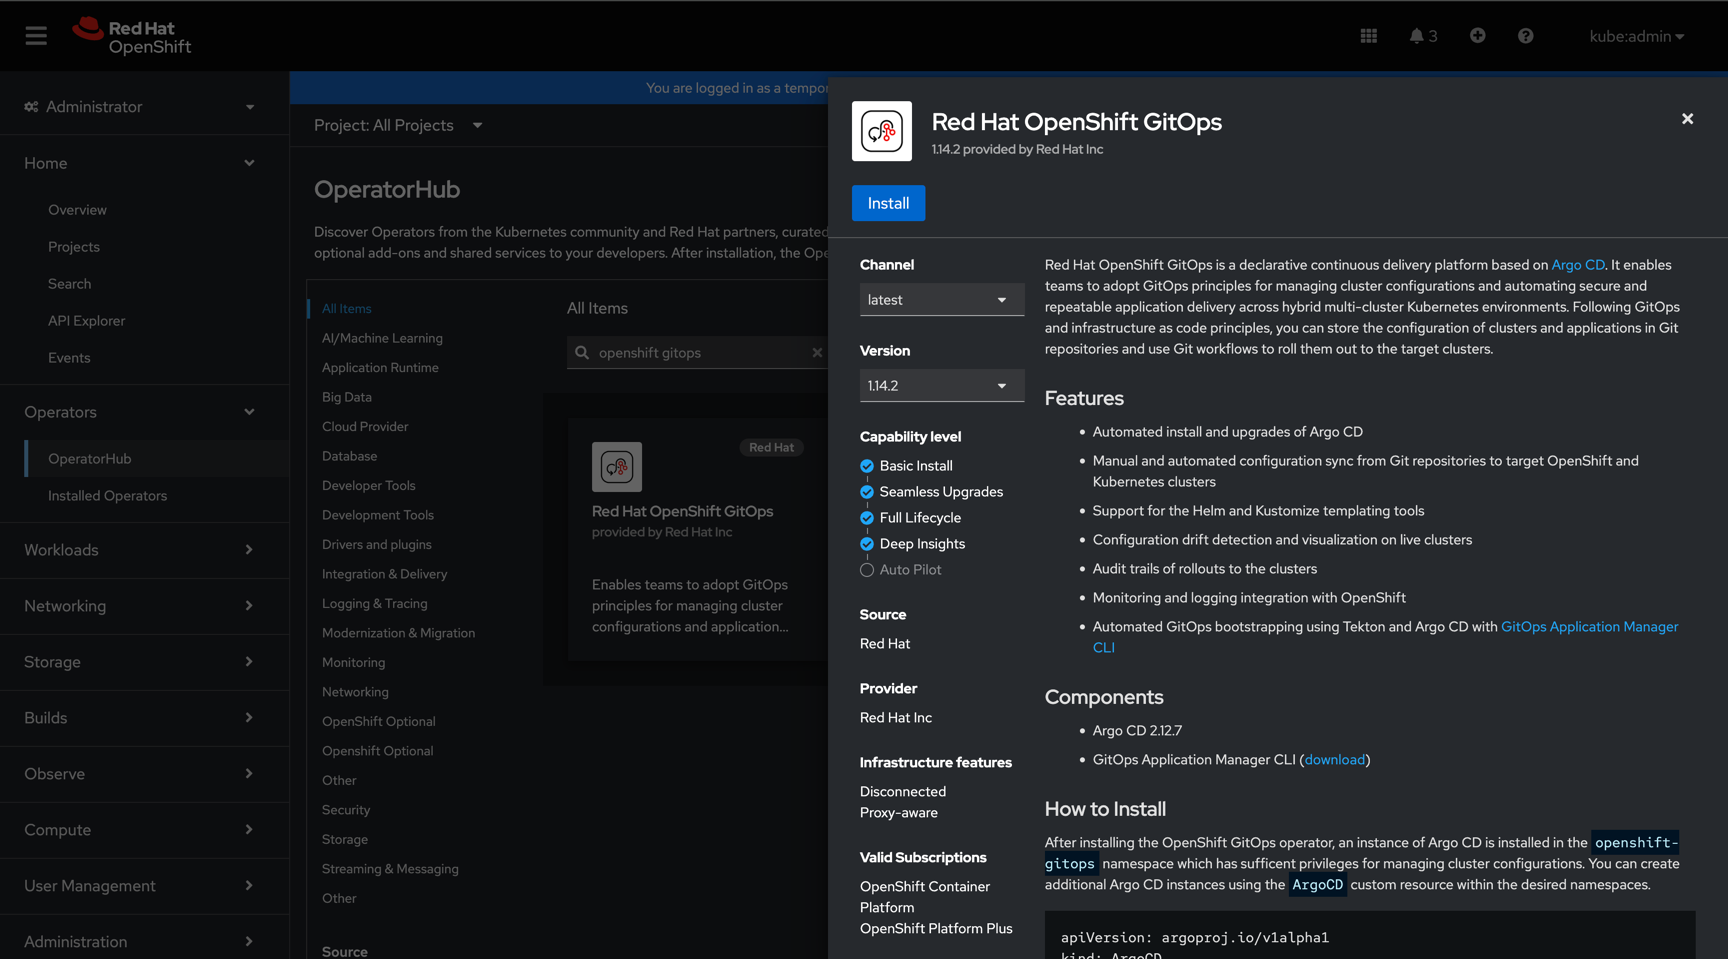 Red Hat
OpenShift
3
kube:admin
Administrator
Home
Overview
Projects
Search
API Explorer
Events
Operators
OperatorHub
Installed Operators
Workloads
Networking
Storage
Builds
Observe
Compute
User Management
Administration
You are logged in as a tempor
Project: All Projects
OperatorHub
Discover Operators from the Kubernetes community and Red Hat partners, curated
optional add-ons and shared services to your developers. After installation, the Ope
All Items
AI/Machine Learning
Application Runtime
Big Data
Cloud Provider
Database
Developer Tools
Development Tools
Drivers and plugins
Integration & Delivery
Logging & Tracing
Modernization & Migration
Monitoring
Networking
OpenShift Optional
Openshift Optional
Other
Security
Storage
Streaming & Messaging
Other
Source
All Items
openshift gitops
Red Hat
Red Hat OpenShift GitOps
provided by Red Hat Inc
Enables teams to adopt GitOps
principles for managing cluster
configurations and application...
Red Hat OpenShift GitOps
1.14.2 provided by Red Hat Inc
Install
Channel
latest
Version
1.14.2
Capability level
Basic Install
Seamless Upgrades
Full Lifecycle
Deep Insights
Auto Pilot
Source
Red Hat
Provider
Red Hat Inc
Infrastructure features
Disconnected
Proxy-aware
Valid Subscriptions
OpenShift Container
Platform
OpenShift Platform Plus
Red Hat OpenShift GitOps is a declarative continuous delivery platform based on Argo CD. It enables
teams to adopt GitOps principles for managing cluster configurations and automating secure and
repeatable application delivery across hybrid multi-cluster Kubernetes environments. Following GitOps
and infrastructure as code principles, you can store the configuration of clusters and applications in Git
repositories and use Git workflows to roll them out to the target clusters.
Features
• Automated install and upgrades of Argo CD
• Manual and automated configuration sync from Git repositories to target OpenShift and
Kubernetes clusters
• Support for the Helm and Kustomize templating tools
• Configuration drift detection and visualization on live clusters
• Audit trails of rollouts to the clusters
• Monitoring and logging integration with OpenShift
• Automated GitOps bootstrapping using Tekton and Argo CD with GitOps Application Manager
CLI
Components
• Argo CD 2.12.7
• GitOps Application Manager CLI (download)
How to Install
After installing the OpenShift GitOps operator, an instance of Argo CD is installed in the openshift-
gitops namespace which has sufficent privileges for managing cluster configurations. You can create
additional Argo CD instances using the ArgoCD custom resource within the desired namespaces.
apiVersion: argoproj.io/v1alpha1
kind: ArgoCD